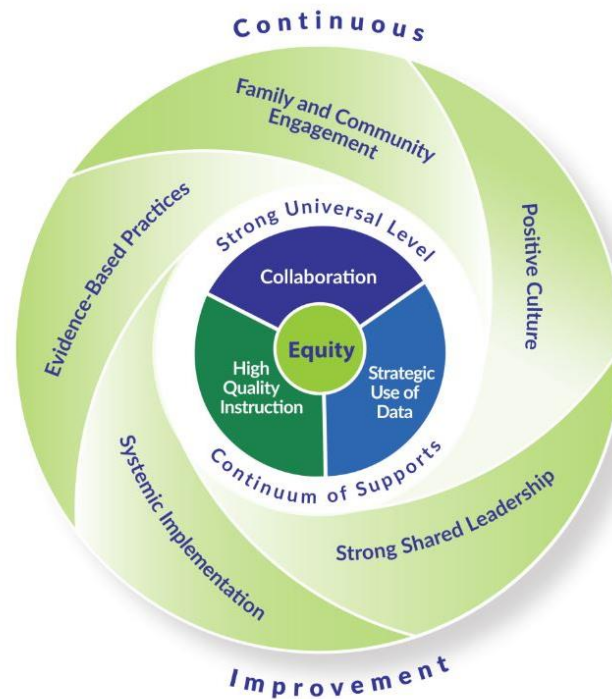 Continuous
Family and Community
Engagement
Positive Culture
Evidence-Based Practices
Strong Universal Level
Collaboration
Equity
High
Quality
Instruction
Strategic
Use of
Data
Continuum of Supports
Strong Shared Leadership
Systemic Implementation
Improvement